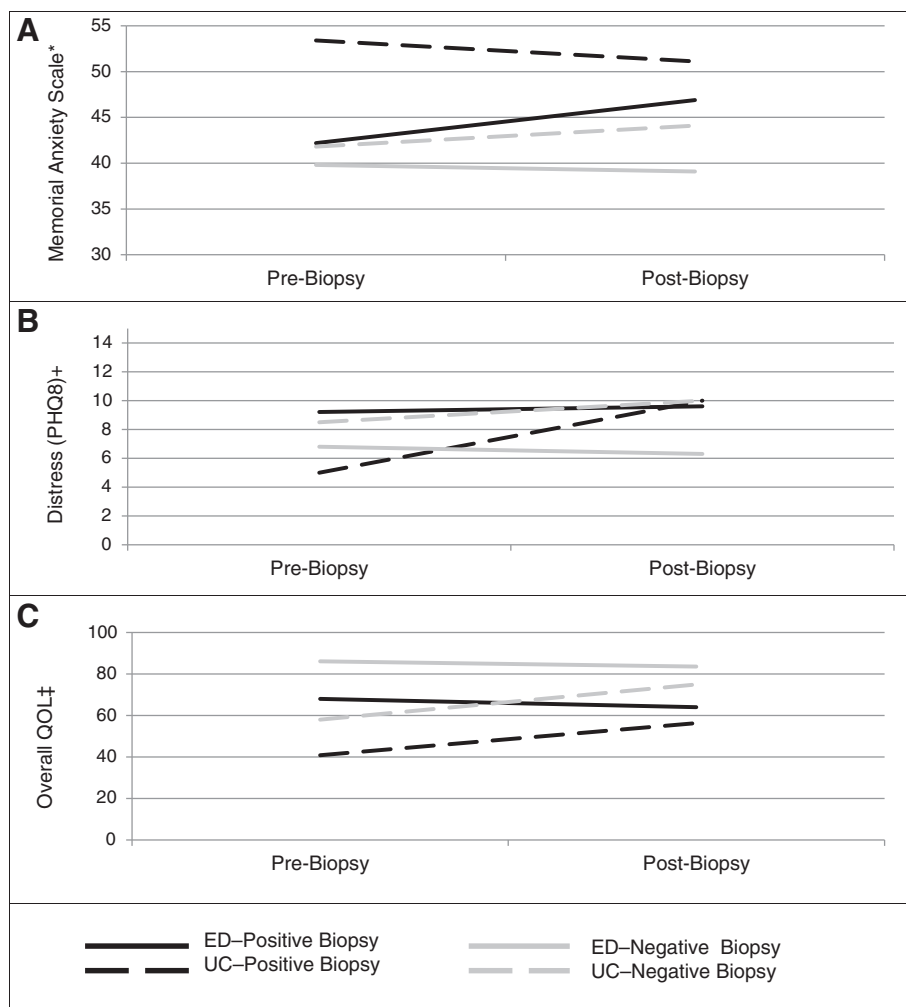 A
Memorial Anxiety Scale*
55
50
45
40
35
30
Pre-Biopsy Post-Biopsy
B
Distress (PHQ8)+
14
12
10
8
6
4
2
0
Pre-Biopsy Post-Biopsy
C
Overall QOL‡
100
80
60
40
20
0
Pre-Biopsy Post-Biopsy
ED–Positive Biopsy
UC–Positive Biopsy
ED–Negative Biopsy
UC–Negative Biopsy